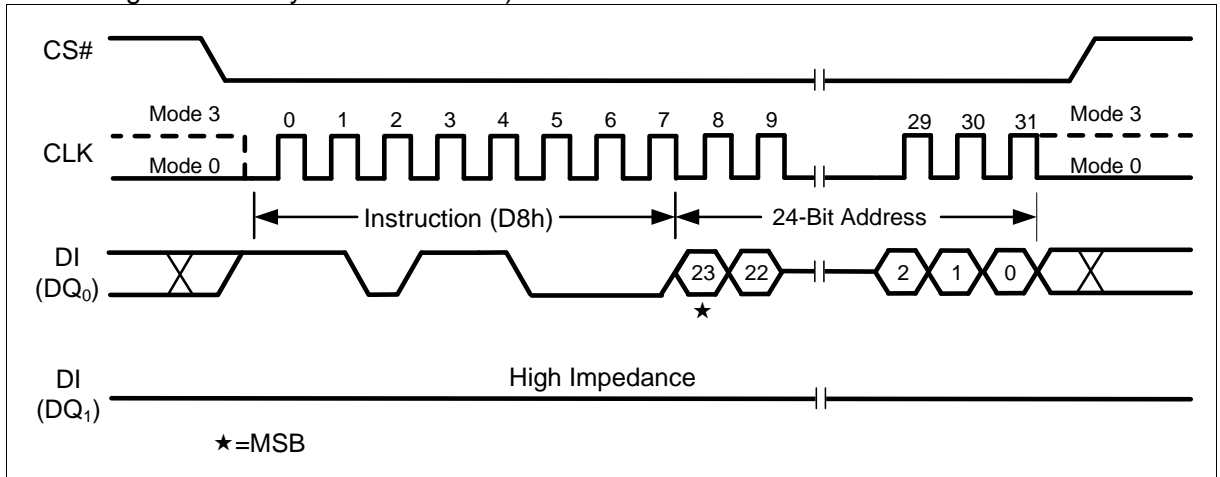 CS#
Mode 3 0 1 2 3 4 5 6 7 8 9 29 30 31 Mode 3
CLK
Mode 0 Mode 0
Instruction (D8h) 24-Bit Address
DI
(DQ₀)
23 22 2 1 0
★
DI
(DQ₁)
High Impedance
★=MSB